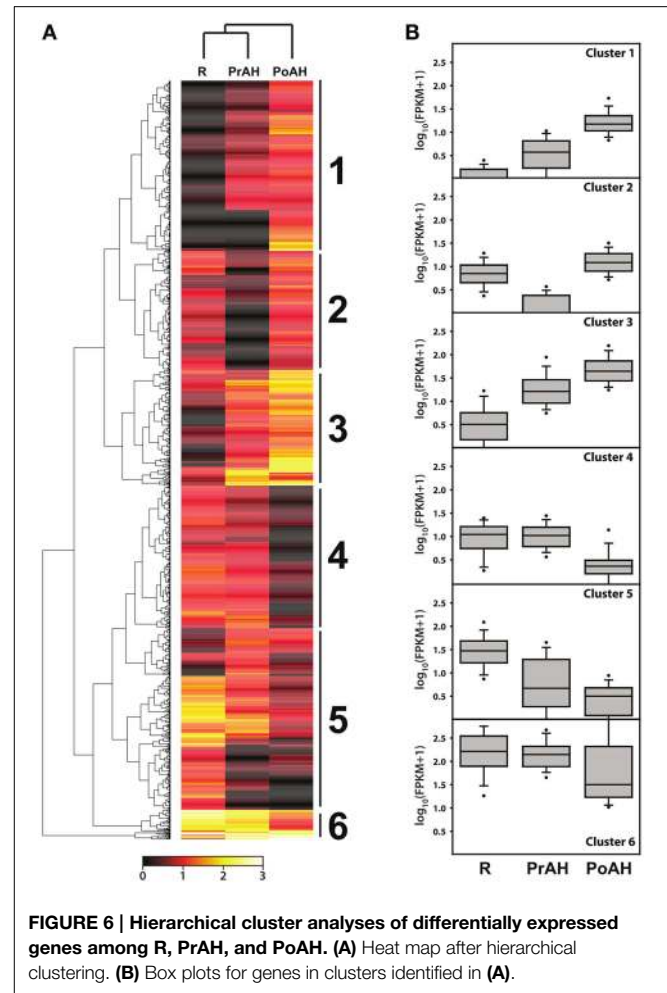 A
R PrAH PoAH
1
2
3
4
5
6
0 1 2 3
B
Cluster 1
log10(FPKM+1)
2.5
2.0
1.5
1.0
0.5
Cluster 2
log10(FPKM+1)
2.5
2.0
1.5
1.0
0.5
Cluster 3
log10(FPKM+1)
2.5
2.0
1.5
1.0
0.5
Cluster 4
log10(FPKM+1)
2.5
2.0
1.5
1.0
0.5
Cluster 5
log10(FPKM+1)
2.5
2.0
1.5
1.0
0.5
log10(FPKM+1)
2.5
2.0
1.5
1.0
0.5
Cluster 6
R PrAH PoAH
FIGURE 6 | Hierarchical cluster analyses of differentially expressed
genes among R, PrAH, and PoAH. (A) Heat map after hierarchical
clustering. (B) Box plots for genes in clusters identified in (A).